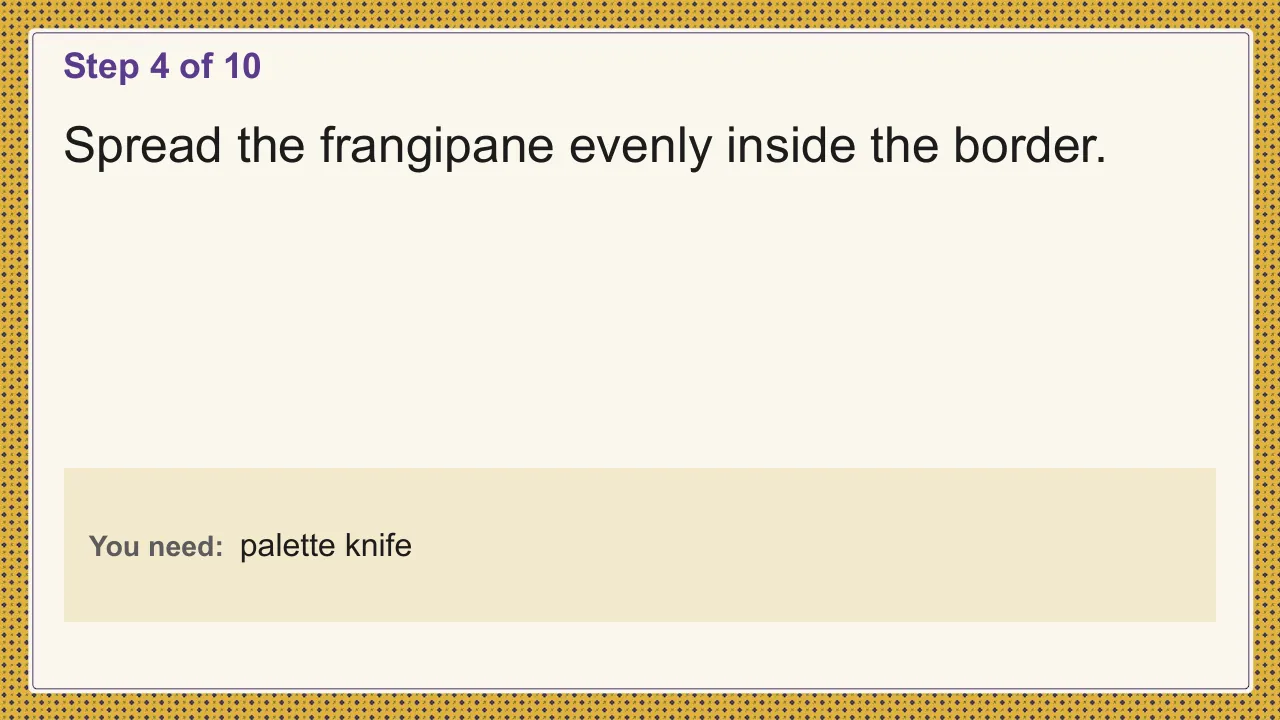 Step 4 of 10
Spread the frangipane evenly inside the border.
You need: palette knife